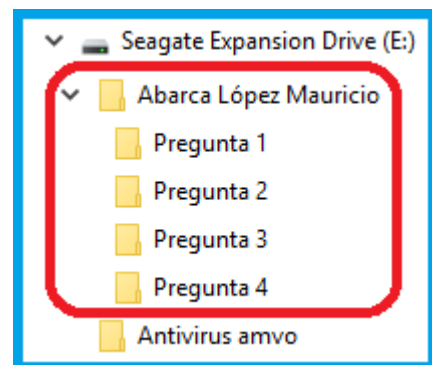 Seagate Expansion Drive (E:)
Abarca López Mauricio
Pregunta 1
Pregunta 2
Pregunta 3
Pregunta 4
Antivirus amvo